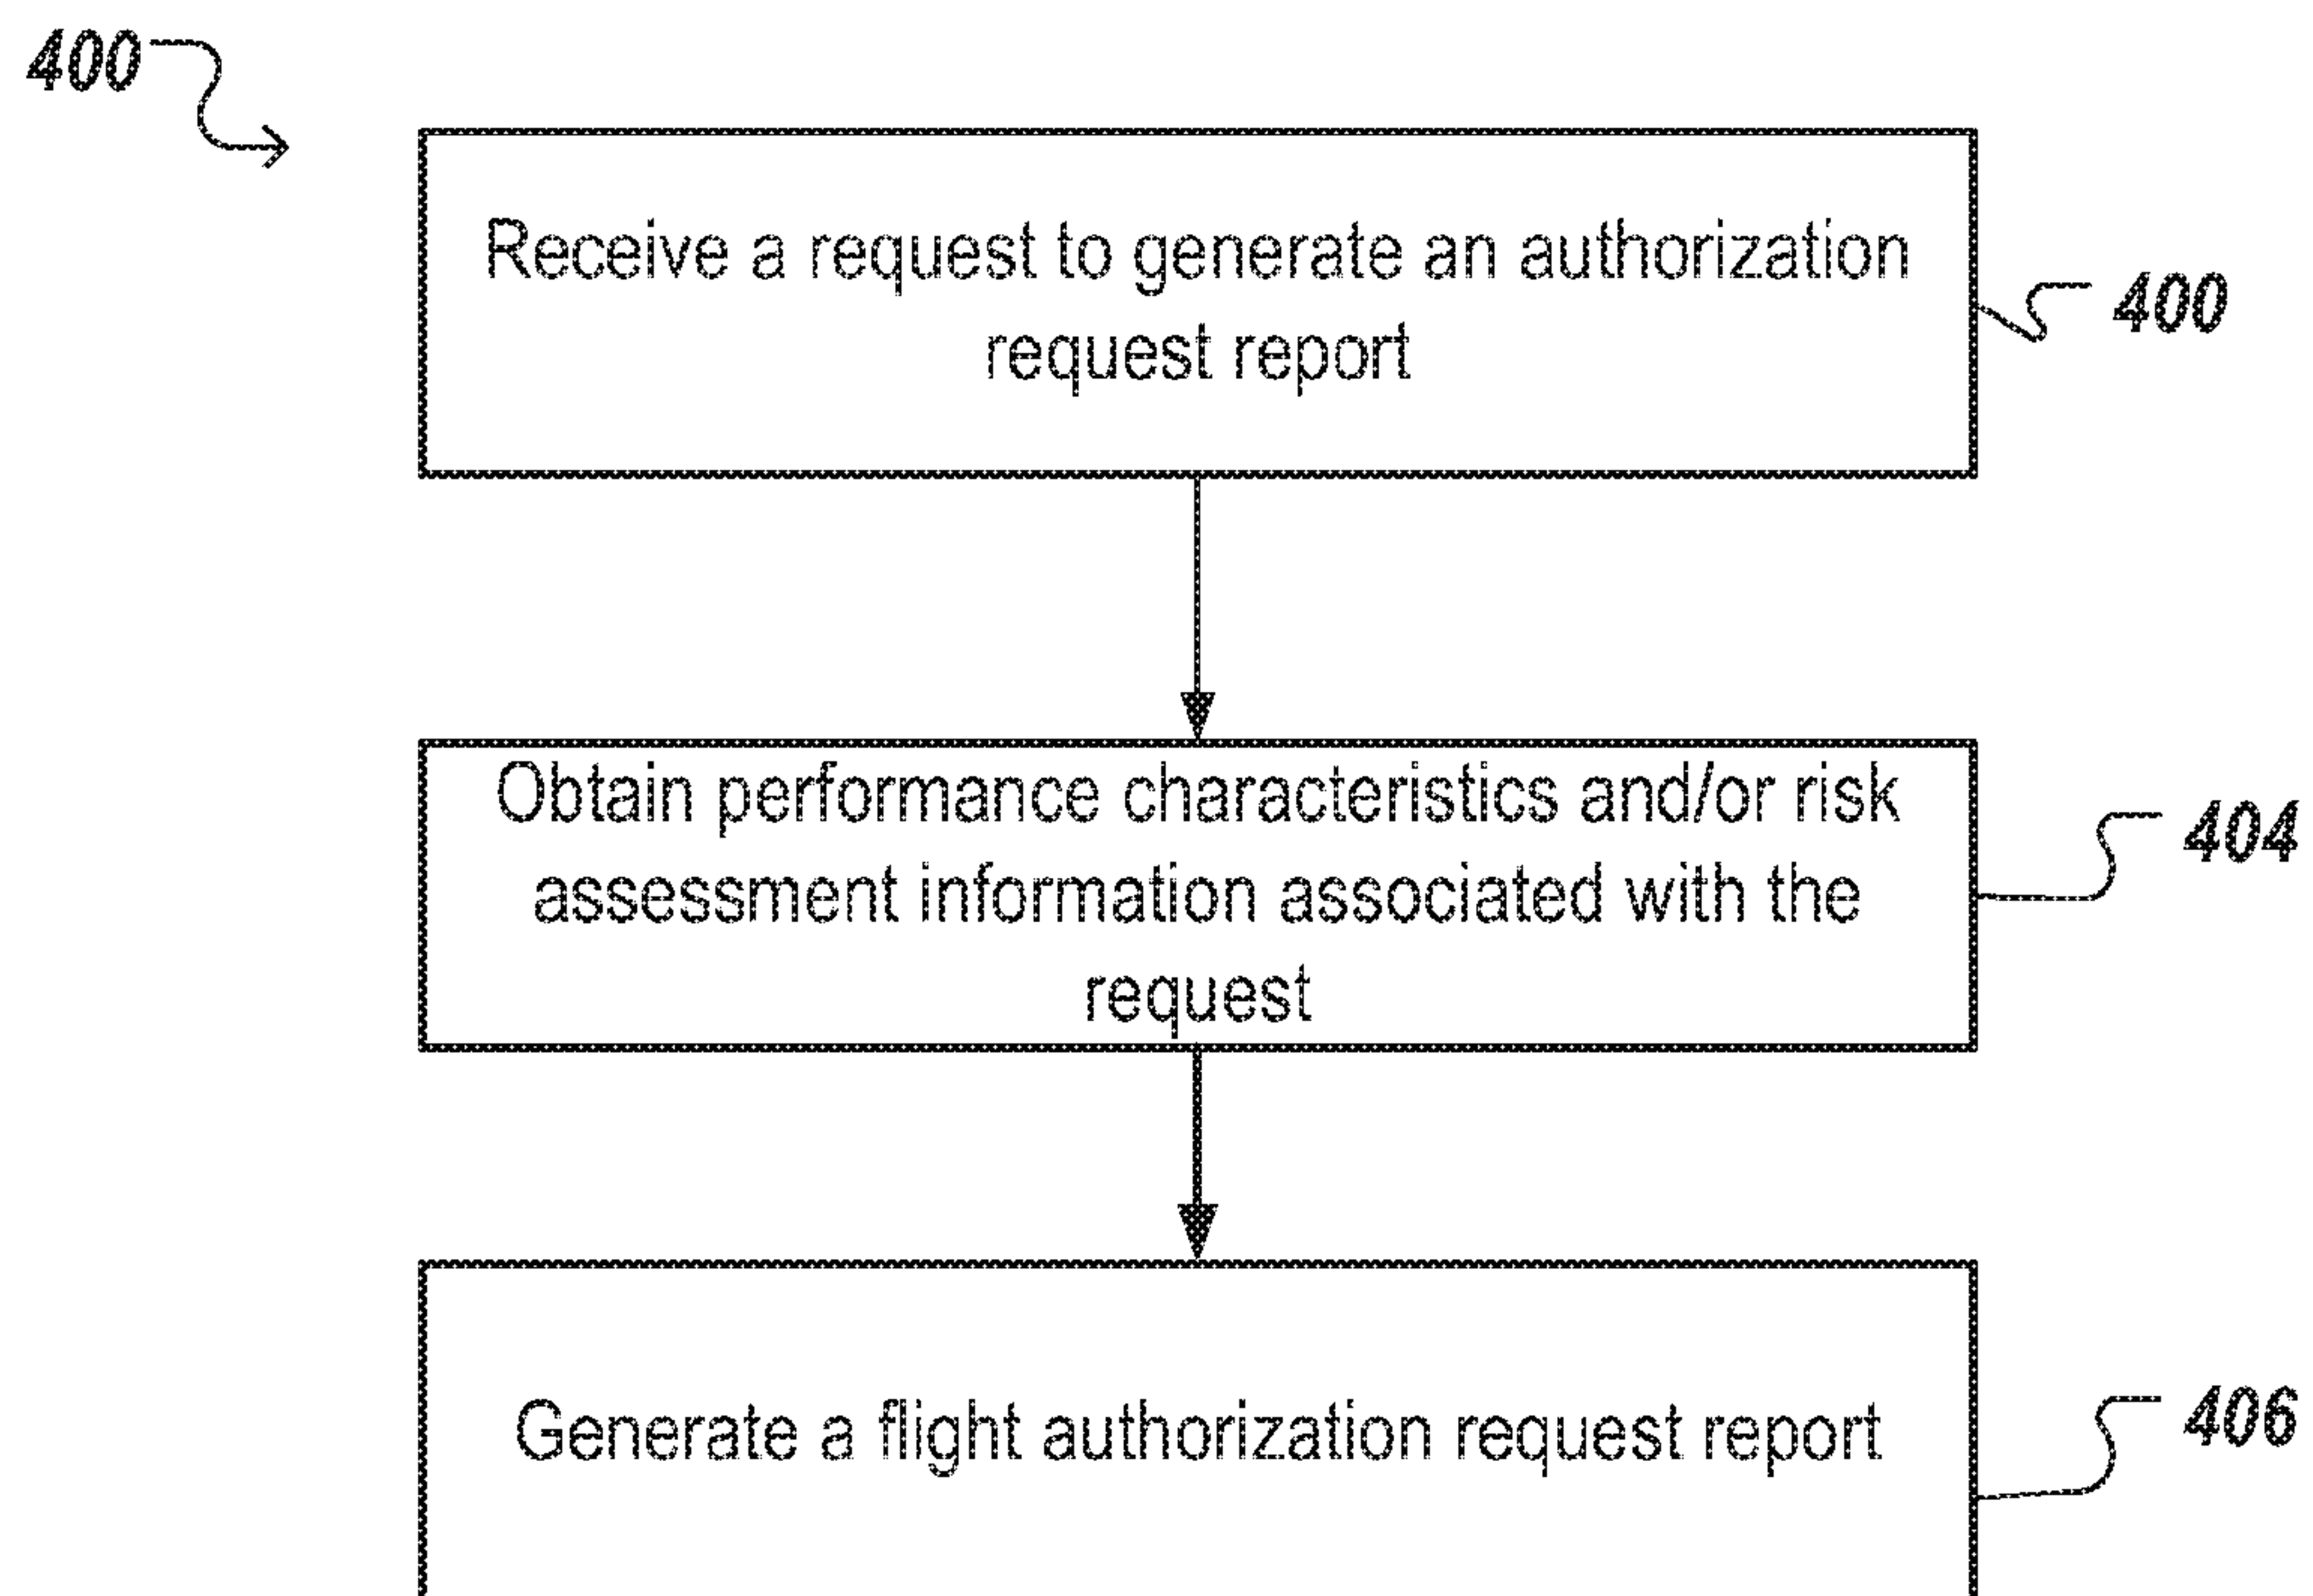 400
Receive a request to generate an authorization
request report
400
Obtain performance characteristics and/or risk
assessment information associated with the
request
404
Generate a flight authorization request report
406